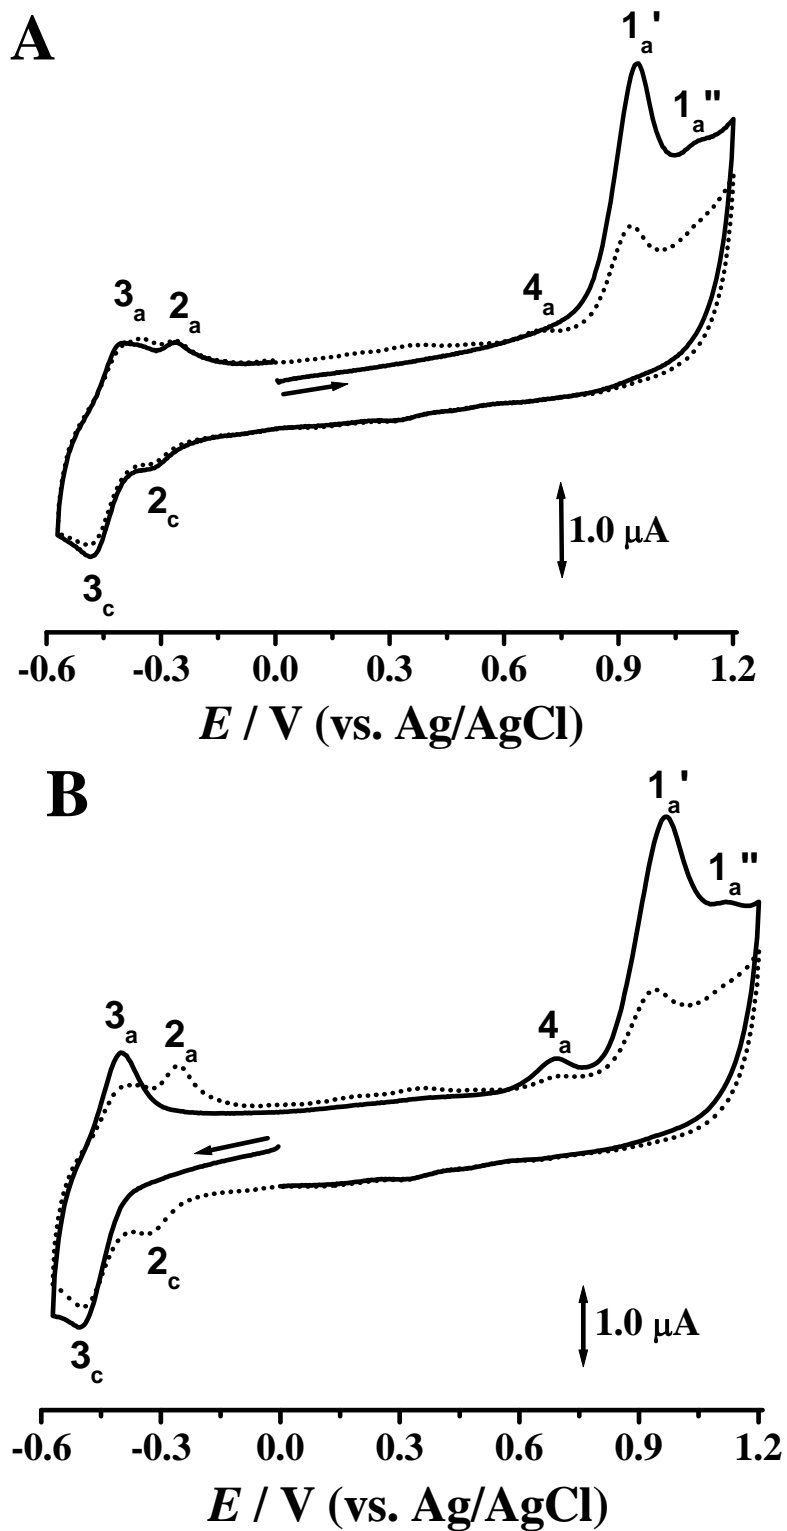 A
1a'
1a''
3a 2a
4a
2c
1.0 μA
3c
-0.6 -0.3 0.0 0.3 0.6 0.9 1.2
E / V (vs. Ag/AgCl)
B
1a'
1a''
3a 2a
4a
2c
1.0 μA
3c
-0.6 -0.3 0.0 0.3 0.6 0.9 1.2
E / V (vs. Ag/AgCl)